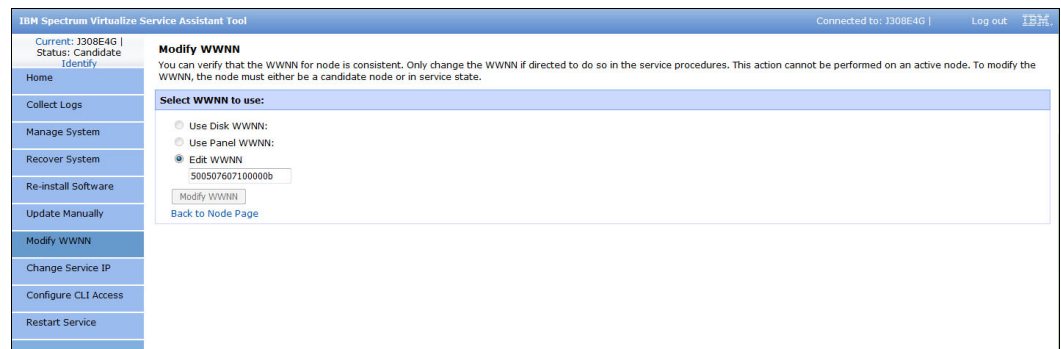 IBM Spectrum Virtualize Service Assistant Tool
Connected to: J308E4G |
Log out
IBM.
Current: J308E4G |
Status: Candidate
Identify
Home
Collect Logs
Manage System
Recover System
Re-install Software
Update Manually
Modify WWNN
Change Service IP
Configure CLI Access
Restart Service
Modify WWNN
You can verify that the WWNN for node is consistent. Only change the WWNN if directed to do so in the service procedures. This action cannot be performed on an active node. To modify the
WWNN, the node must either be a candidate node or in service state.
Select WWNN to use:
Use Disk WWNN:
Use Panel WWNN:
Edit WWNN
500507607100000b
Modify WWNN
Back to Node Page